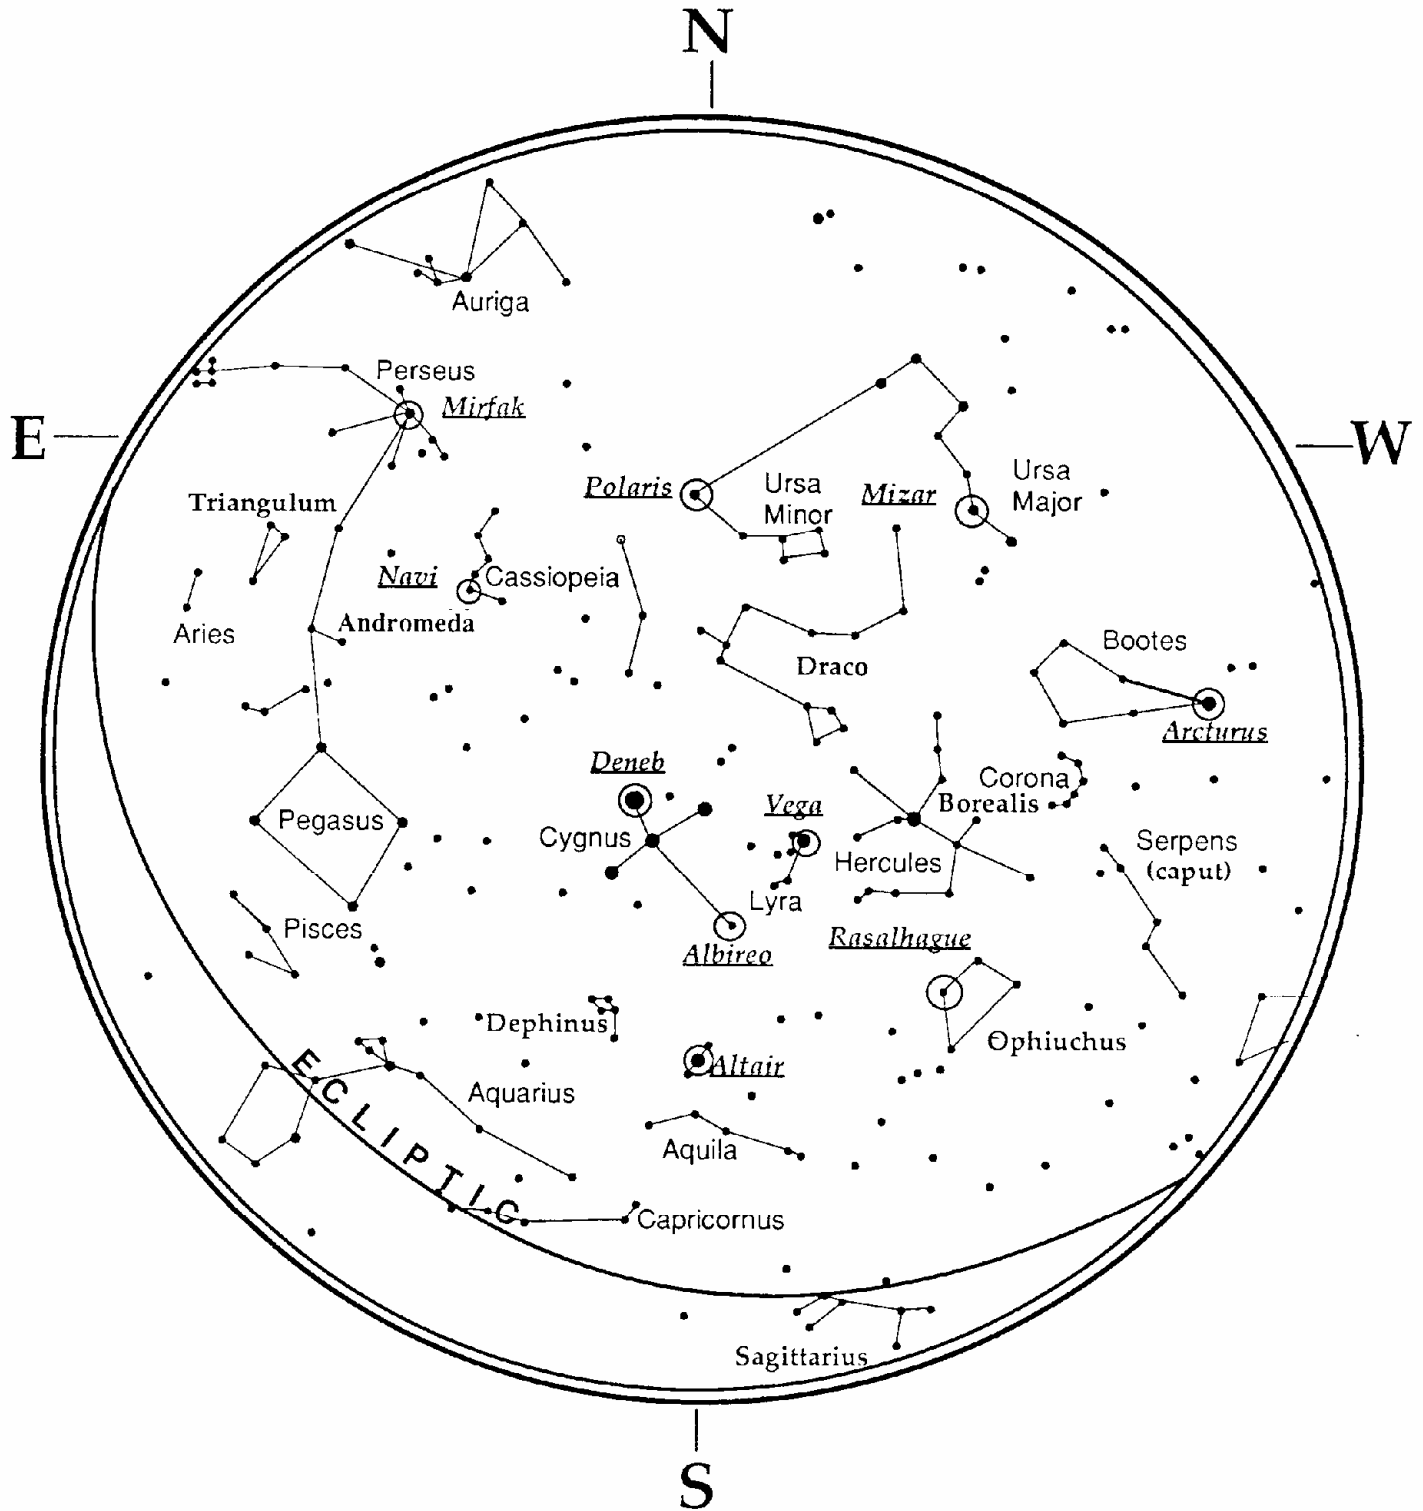 N
Auriga
Perseus
Mirfak
E
W
Polaris
Ursa
Minor
Mizar
Ursa
Major
Triangulum
Navi
Cassiopeia
Aries
Andromeda
Draco
Bootes
Arcturus
Deneb
Vega
Corona
Borealis
Pegasus
Cygnus
Hercules
Serpens
(caput)
Lyra
Pisces
Albireo
Rasalhague
Dephinus
Ophiuchus
Altair
ECLIPTIC
Aquarius
Aquila
Capricornus
Sagittarius
S